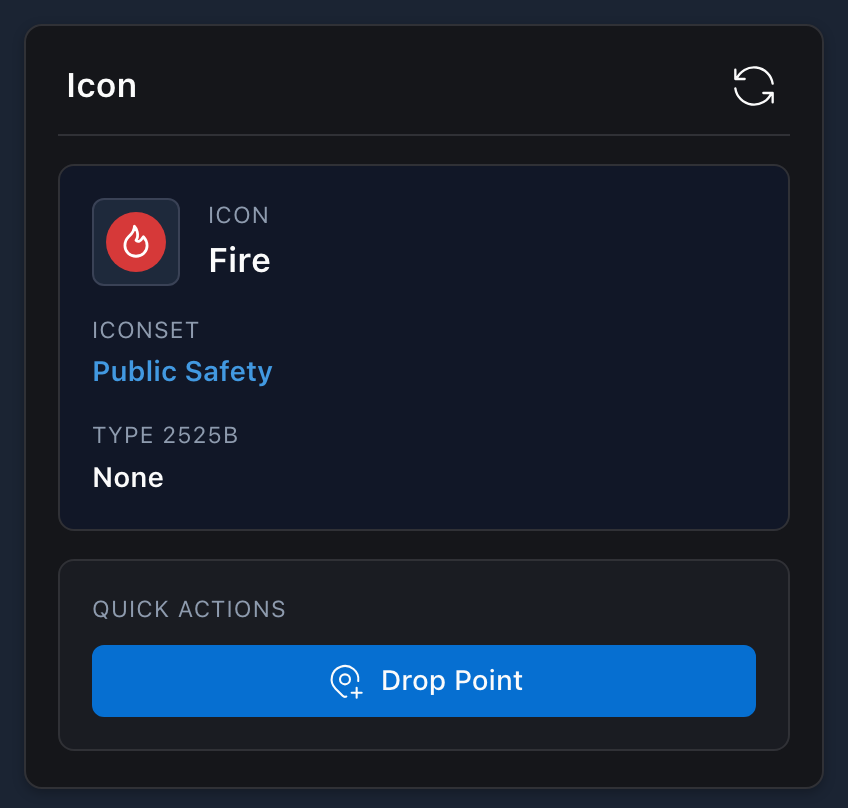 Icon
ICON
Fire
ICONSET
Public Safety
TYPE 2525B
None
QUICK ACTIONS
Drop Point